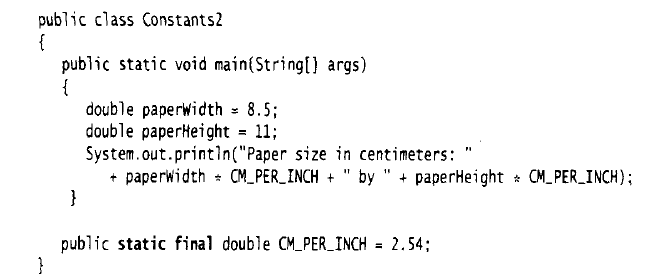 public class Constants2
{
public static void main(String[] args)
{
double paperWidth = 8.5;
double paperHeight = 11;
System.out.println("Paper size in centimeters: "
+ paperWidth * CM_PER_INCH + " by " + paperHeight * CM_PER_INCH);
}
public static final double CM_PER_INCH = 2.54;
}